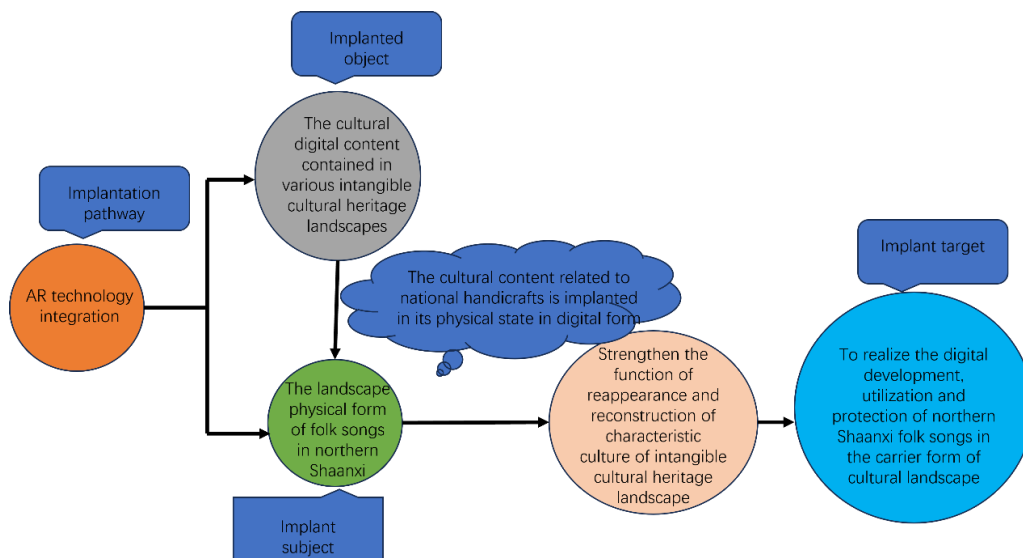 Implanted
object
The cultural
digital content
contained in
various intangible
cultural heritage
landscapes
Implantation
pathway
AR technology
integration
The cultural content related to
national handicrafts is implanted
in its physical state in digital form
Implant target
The landscape
physical form
of folk songs
in northern
Shaanxi
Strengthen the
function of
reappearance and
reconstruction of
characteristic
culture of intangible
cultural heritage
landscape
To realize the digital
development,
utilization and
protection of northern
Shaanxi folk songs in
the carrier form of
cultural landscape
Implant
subject